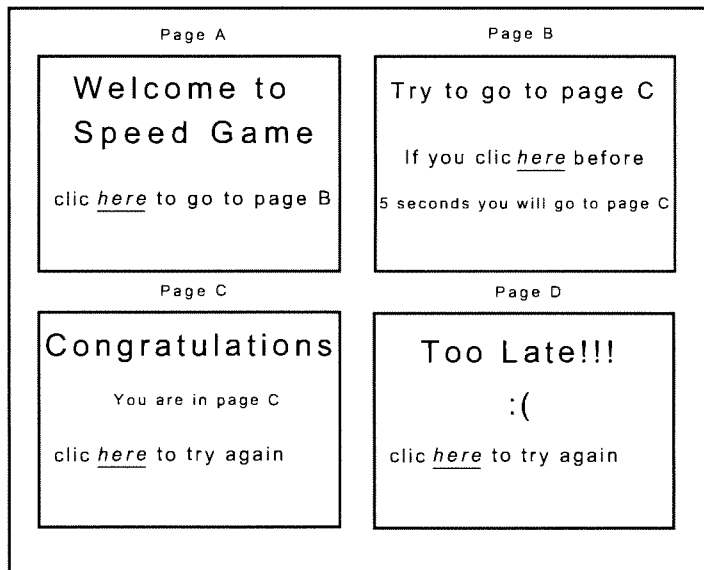 Page A
Welcome to
Speed Game
clic here to go to page B
Page B
Try to go to page C
If you clic here before
5 seconds you will go to page C
Page C
Congratulations
You are in page C
clic here to try again
Page D
Too Late!!!
:(
clic here to try again